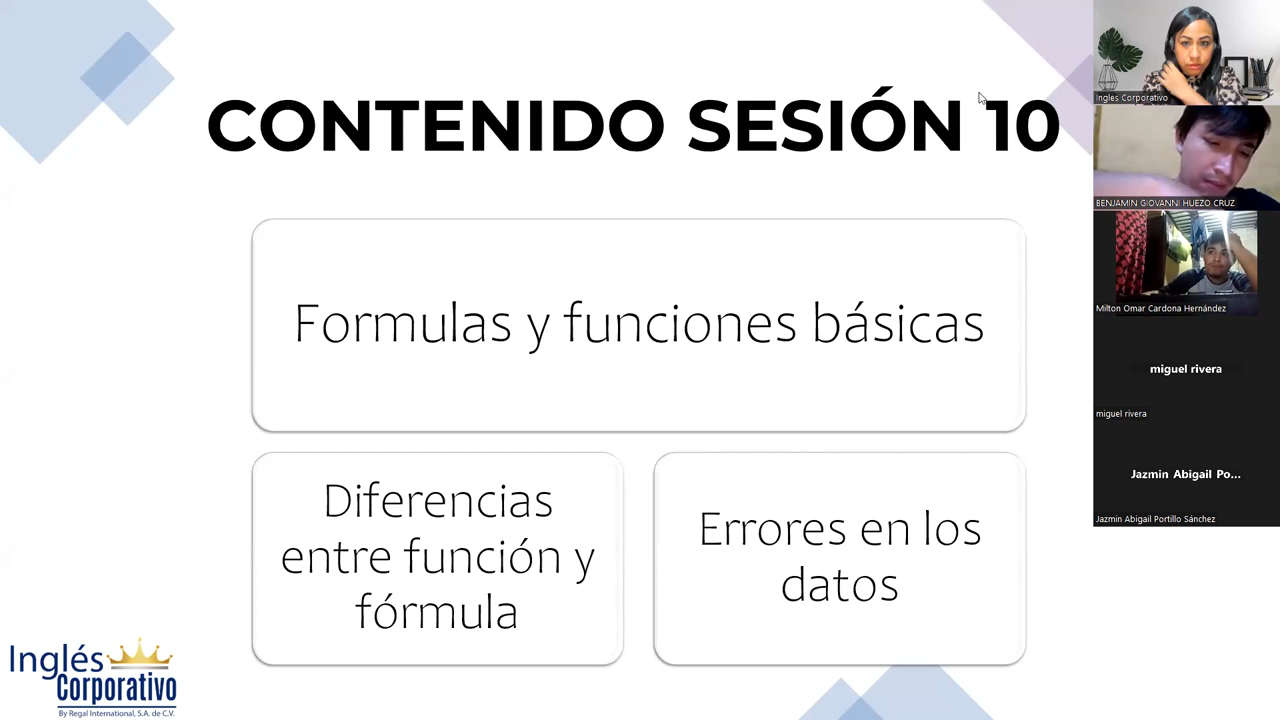 CONTENIDO SESIÓN 10
Formulas y funciones básicas
Diferencias
entre función y
fórmula
Errores en los
datos
Inglés
Corporativo
By Regal International, S.A. de C.V.
Ingles Corporativo
BENJAMIN GIOVANNI HUEZO CRUZ
Milton Omar Cardona Hernández
miguel rivera
miguel rivera
Jazmin Abigail Po...
Jazmin Abigail Portillo Sánchez